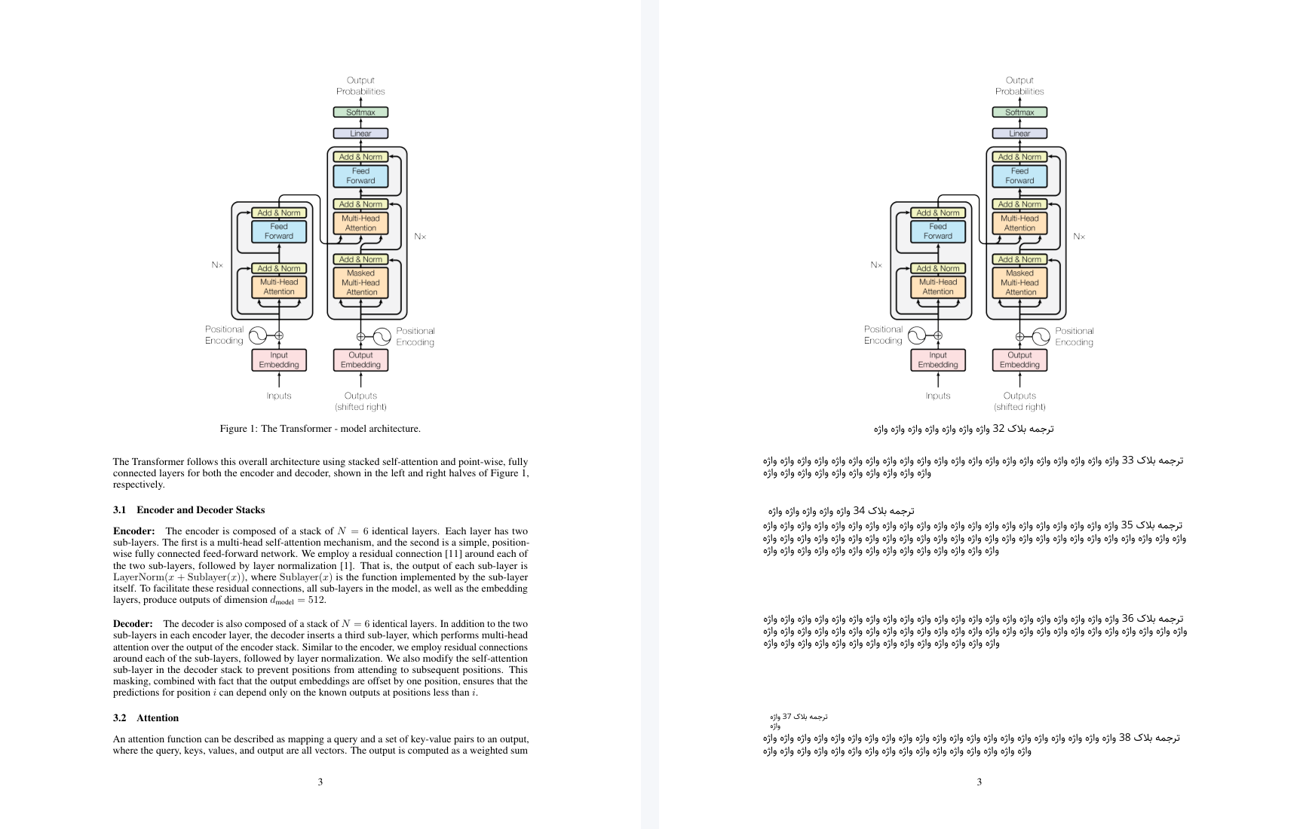 Output
Probabilities
Softmax
Linear
Add & Norm
Feed
Forward
Add & Norm
Multi-Head
Attention
Add & Norm
Feed
Forward
Nx
Nx
Add & Norm
Multi-Head
Attention
Add & Norm
Masked
Multi-Head
Attention
Positional
Encoding
Positional
Encoding
Input
Embedding
Output
Embedding
Inputs
Outputs
(shifted right)
Figure 1: The Transformer - model architecture.
The Transformer follows this overall architecture using stacked self-attention and point-wise, fully
connected layers for both the encoder and decoder, shown in the left and right halves of Figure 1,
respectively.
3.1 Encoder and Decoder Stacks
Encoder: The encoder is composed of a stack of N = 6 identical layers. Each layer has two
sub-layers. The first is a multi-head self-attention mechanism, and the second is a simple, position-
wise fully connected feed-forward network. We employ a residual connection [11] around each of
the two sub-layers, followed by layer normalization [1]. That is, the output of each sub-layer is
LayerNorm(x + Sublayer(x)), where Sublayer(x) is the function implemented by the sub-layer
itself. To facilitate these residual connections, all sub-layers in the model, as well as the embedding
layers, produce outputs of dimension d_model = 512.
Decoder: The decoder is also composed of a stack of N = 6 identical layers. In addition to the two
sub-layers in each encoder layer, the decoder inserts a third sub-layer, which performs multi-head
attention over the output of the encoder stack. Similar to the encoder, we employ residual connections
around each of the sub-layers, followed by layer normalization. We also modify the self-attention
sub-layer in the decoder stack to prevent positions from attending to subsequent positions. This
masking, combined with fact that the output embeddings are offset by one position, ensures that the
predictions for position i can depend only on the known outputs at positions less than i.
3.2 Attention
An attention function can be described as mapping a query and a set of key-value pairs to an output,
where the query, keys, values, and output are all vectors. The output is computed as a weighted sum
3
Output
Probabilities
Softmax
Linear
Add & Norm
Feed
Forward
Add & Norm
Multi-Head
Attention
Add & Norm
Feed
Forward
Nx
Nx
Add & Norm
Multi-Head
Attention
Add & Norm
Masked
Multi-Head
Attention
Positional
Encoding
Positional
Encoding
Input
Embedding
Output
Embedding
Inputs
Outputs
(shifted right)
ترجمه بلاک 32 واژه واژه واژه واژه واژه واژه واژه
ترجمه بلاک 33 واژه واژه واژه واژه واژه واژه واژه واژه واژه واژه واژه واژه واژه واژه واژه واژه واژه واژه واژه واژه واژه
واژه واژه واژه واژه واژه واژه واژه واژه واژه واژه
ترجمه بلاک 34 واژه واژه واژه واژه واژه
ترجمه بلاک 35 واژه واژه واژه واژه واژه واژه واژه واژه واژه واژه واژه واژه واژه واژه واژه واژه واژه واژه واژه واژه واژه
واژه واژه واژه واژه واژه واژه واژه واژه واژه واژه واژه واژه واژه واژه واژه واژه واژه واژه واژه واژه واژه واژه واژه واژه واژه
واژه واژه واژه واژه واژه واژه واژه واژه واژه واژه واژه واژه واژه واژه
ترجمه بلاک 36 واژه واژه واژه واژه واژه واژه واژه واژه واژه واژه واژه واژه واژه واژه واژه واژه واژه واژه واژه واژه واژه
واژه واژه واژه واژه واژه واژه واژه واژه واژه واژه واژه واژه واژه واژه واژه واژه واژه واژه واژه واژه واژه واژه واژه واژه واژه
واژه واژه واژه واژه واژه واژه واژه واژه واژه واژه واژه واژه واژه واژه
ترجمه بلاک 37 واژه
واژه
ترجمه بلاک 38 واژه واژه واژه واژه واژه واژه واژه واژه واژه واژه واژه واژه واژه واژه واژه واژه واژه واژه واژه واژه واژه
واژه واژه واژه واژه واژه واژه واژه واژه واژه واژه واژه واژه واژه واژه واژه واژه
3